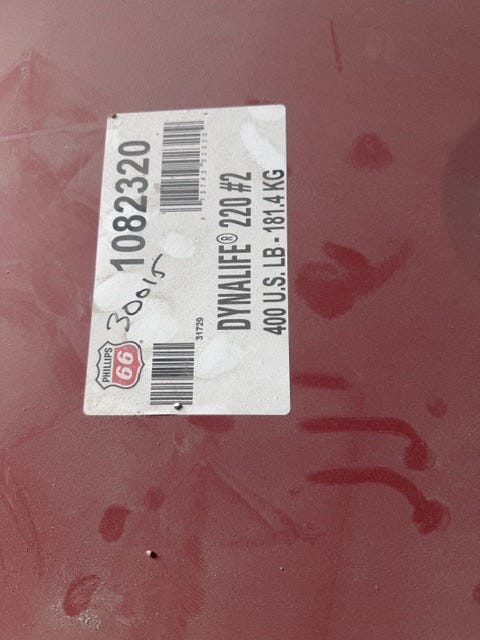 PHILLIPS
66
1082320
30015
31729
DYNALIFE® 220 #2
400 U.S. LB - 181.4 KG